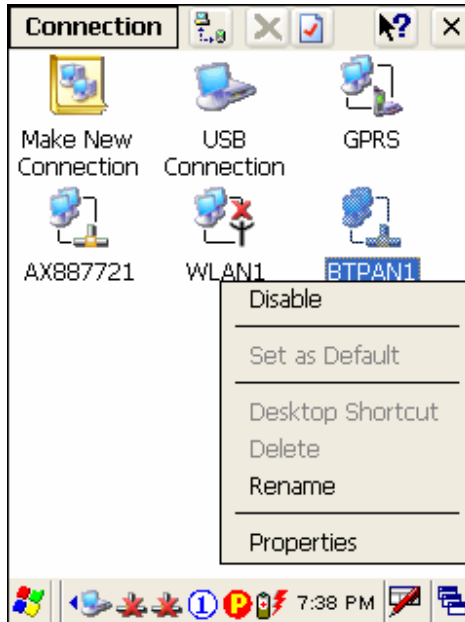 Connection
Make New
Connection
USB
Connection
GPRS
AX887721
WLAN1
BTPAN1
Disable
Set as Default
Desktop Shortcut
Delete
Rename
Properties
1
P
7:38 PM